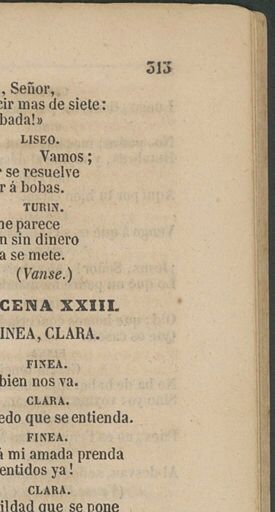 313
, Señor,
cir mas de siete:
bada!»
LISEO.
Vamos;
r se resuelve
r á bobas.
TURIN.
me parece
n sin dinero
a se mete.
(Vanse.)
CENA XXIII.
INEA, CLARA.
FINEA.
bien nos va.
CLARA.
edo que se entienda.
FINEA.
á mi amada prenda
entidos ya!
CLARA.
ildad que se pone